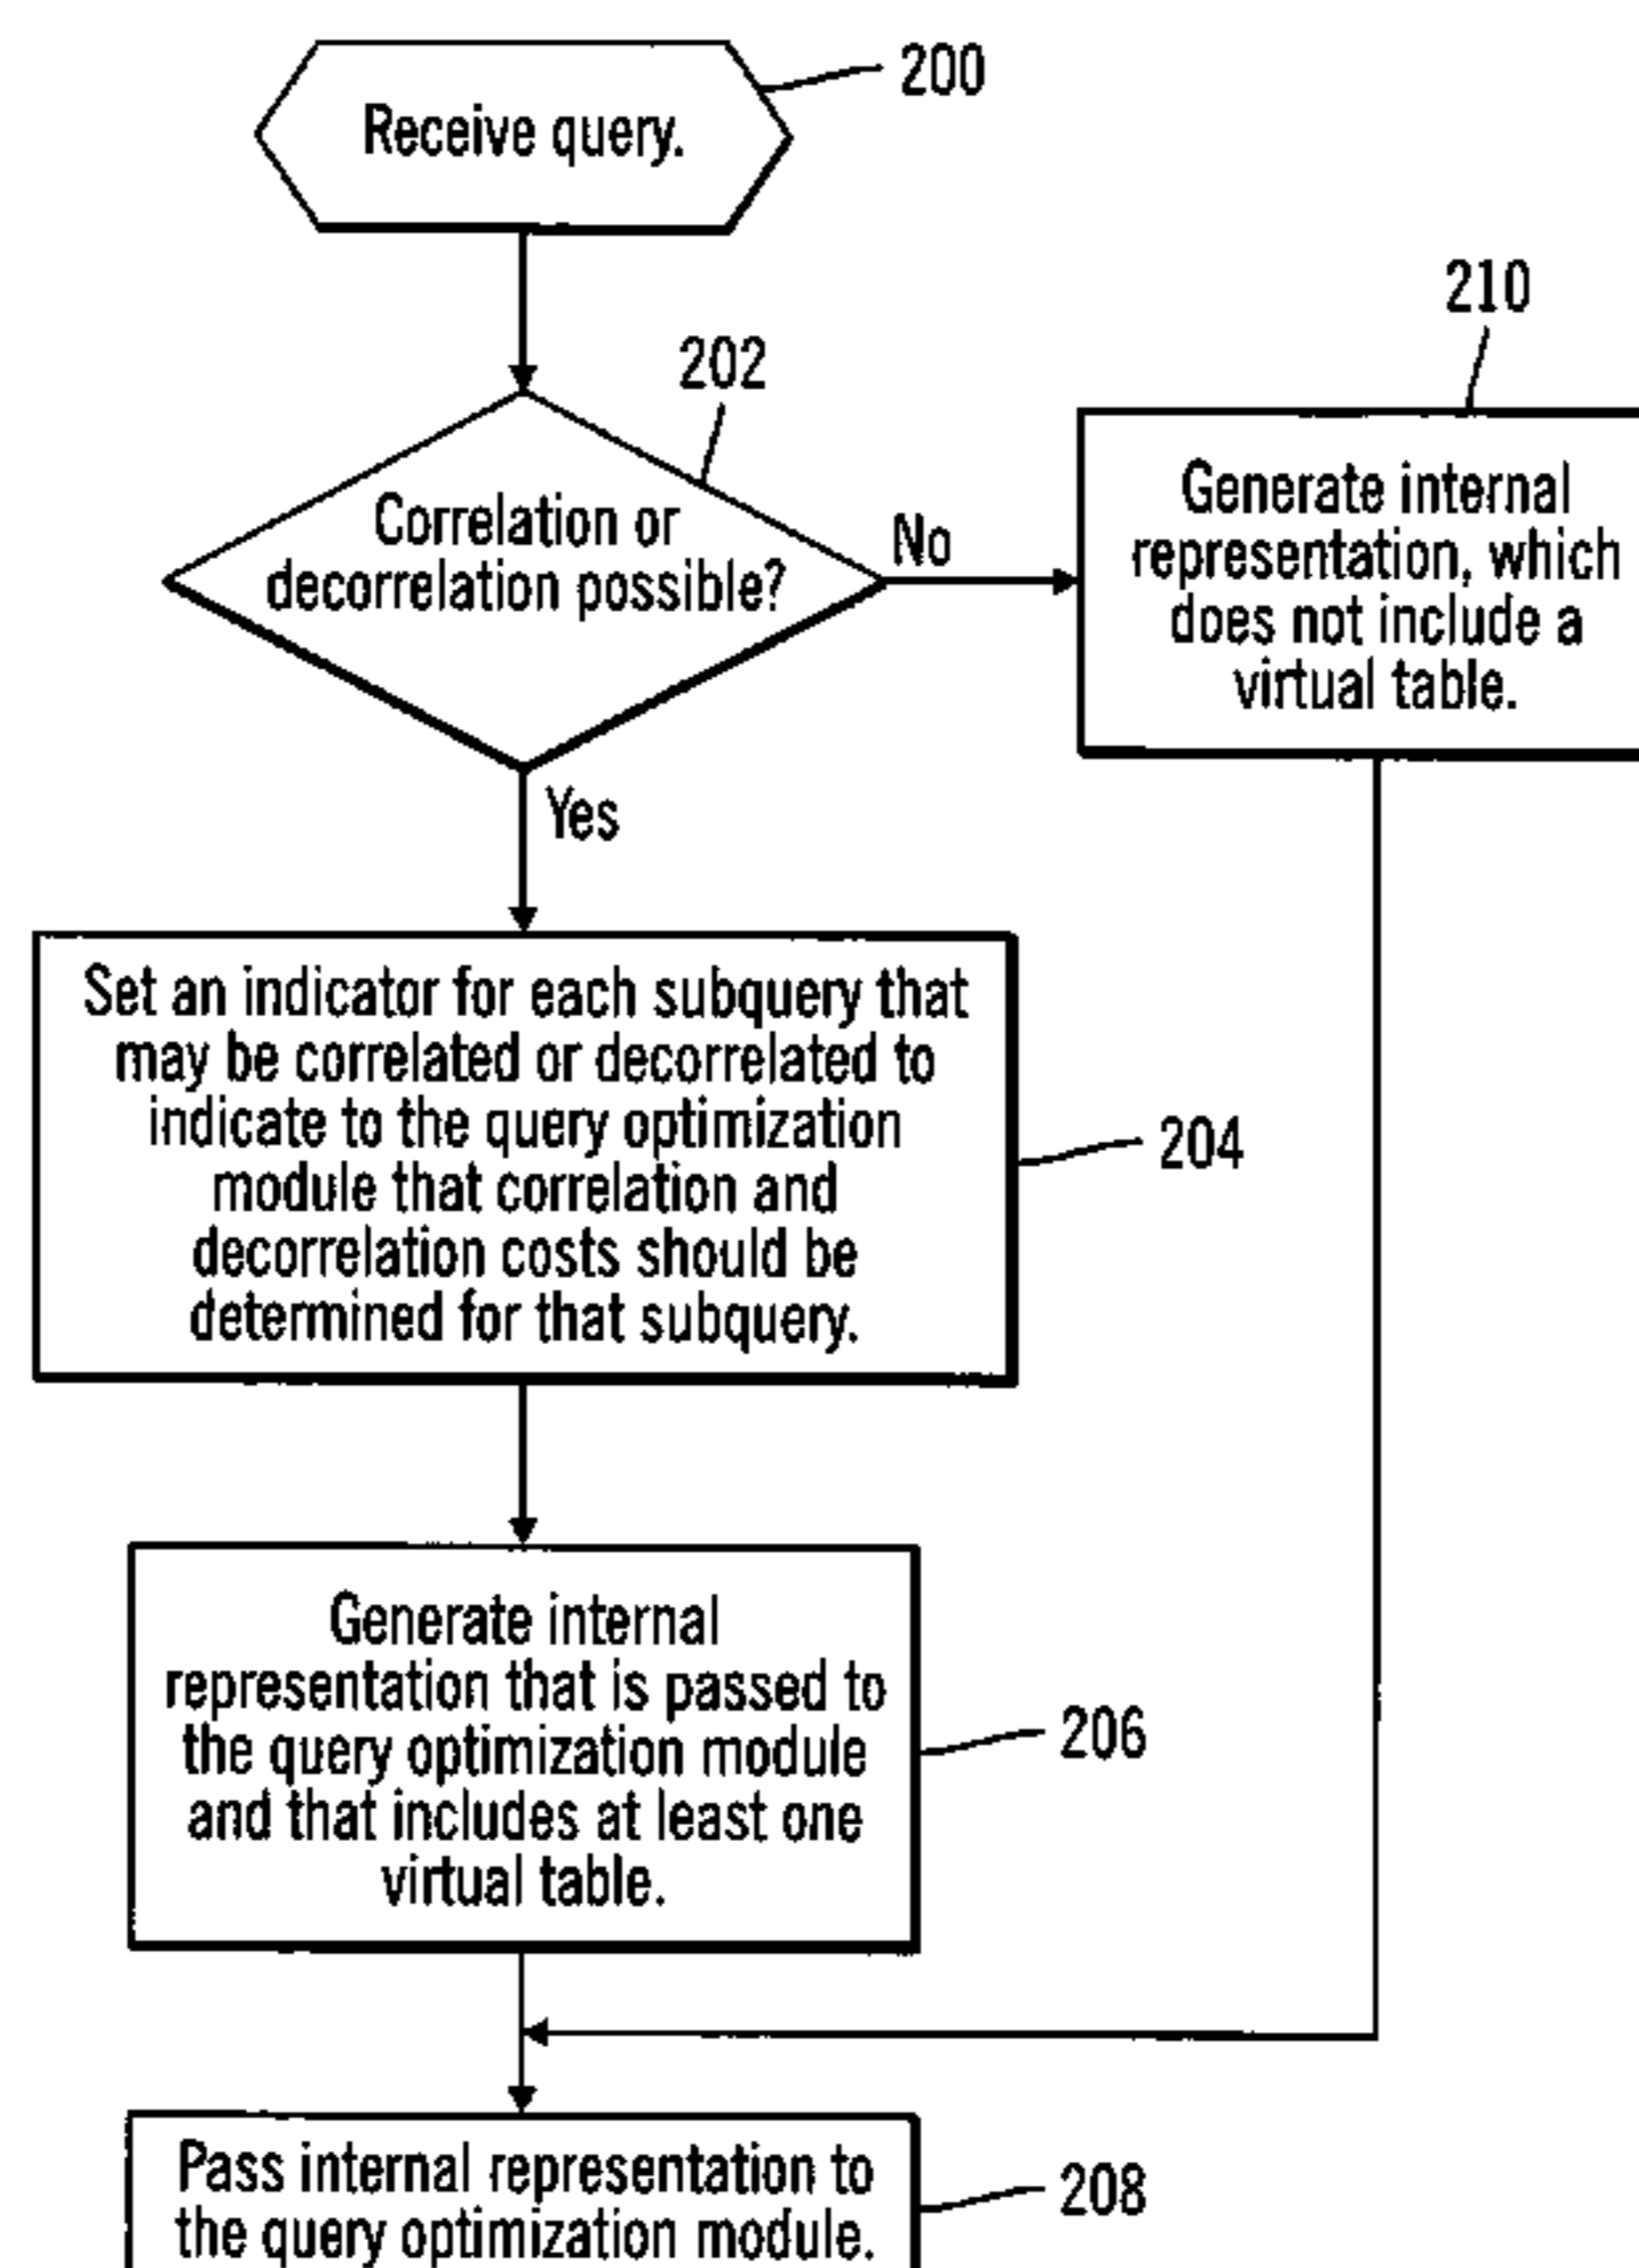 200
Receive query.
202
Correlation or
decorrelation possible?
No
210
Generate internal
representation, which
does not include a
virtual table.
Yes
Set an indicator for each subquery that
may be correlated or decorrelated to
indicate to the query optimization
module that correlation and
decorrelation costs should be
determined for that subquery.
204
Generate internal
representation that is passed to
the query optimization module
and that includes at least one
virtual table.
206
Pass internal representation to
the query optimization module.
208